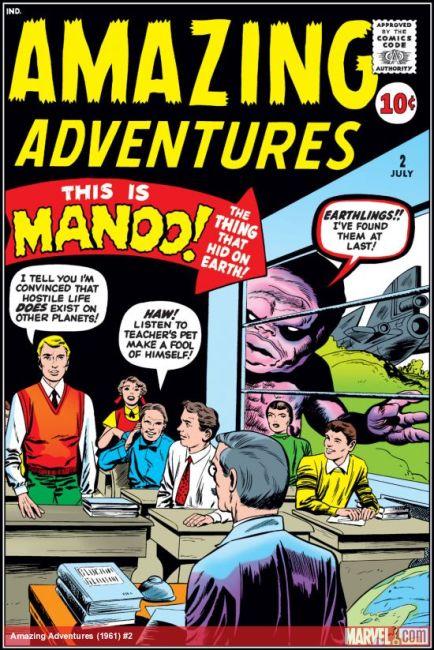 IND.
AMAZING
ADVENTURES
APPROVED
BY THE
COMICS
CODE
AUTHORITY
10¢
2
JULY
THIS IS
MANOO!
THE
THING
THAT
HID ON
EARTH!
EARTHLINGS!!
I'VE FOUND
THEM AT
LAST!
I TELL YOU I'M
CONVINCED THAT
HOSTILE LIFE
DOES EXIST ON
OTHER PLANETS!
HAW!
LISTEN TO
TEACHER'S PET
MAKE A FOOL
OF HIMSELF!
Amazing Adventures (1961) #2
MARVEL.com